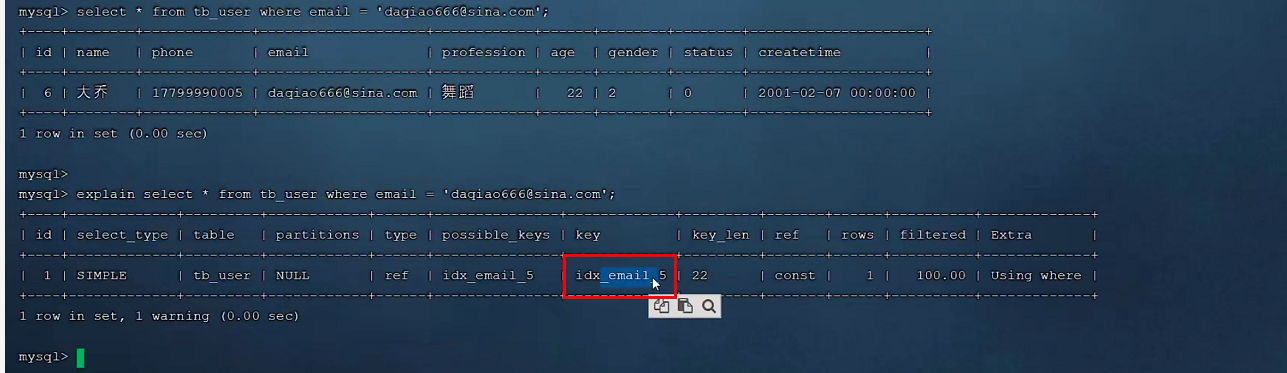 mysql> select * from tb_user where email = 'daqiao666@sina.com';
+----+--------+-------------+--------------------+------------+------+--------+--------+---------------------+
| id | name | phone | email | profession | age | gender | status | createtime |
+----+--------+-------------+--------------------+------------+------+--------+--------+---------------------+
| 6 | 大乔 | 17799990005 | daqiao666@sina.com | 舞蹈 | 22 | 2 | 0 | 2001-02-07 00:00:00 |
+----+--------+-------------+--------------------+------------+------+--------+--------+---------------------+
1 row in set (0.00 sec)
mysql>
mysql> explain select * from tb_user where email = 'daqiao666@sina.com';
+----+-------------+---------+------------+------+---------------+-------------+---------+-------+------+----------+-------------+
| id | select_type | table | partitions | type | possible_keys | key | key_len | ref | rows | filtered | Extra |
+----+-------------+---------+------------+------+---------------+-------------+---------+-------+------+----------+-------------+
| 1 | SIMPLE | tb_user | NULL | ref | idx_email_5 | idx_email_5 | 22 | const | 1 | 100.00 | Using where |
+----+-------------+---------+------------+------+---------------+-------------+---------+-------+------+----------+-------------+
1 row in set, 1 warning (0.00 sec)
mysql>